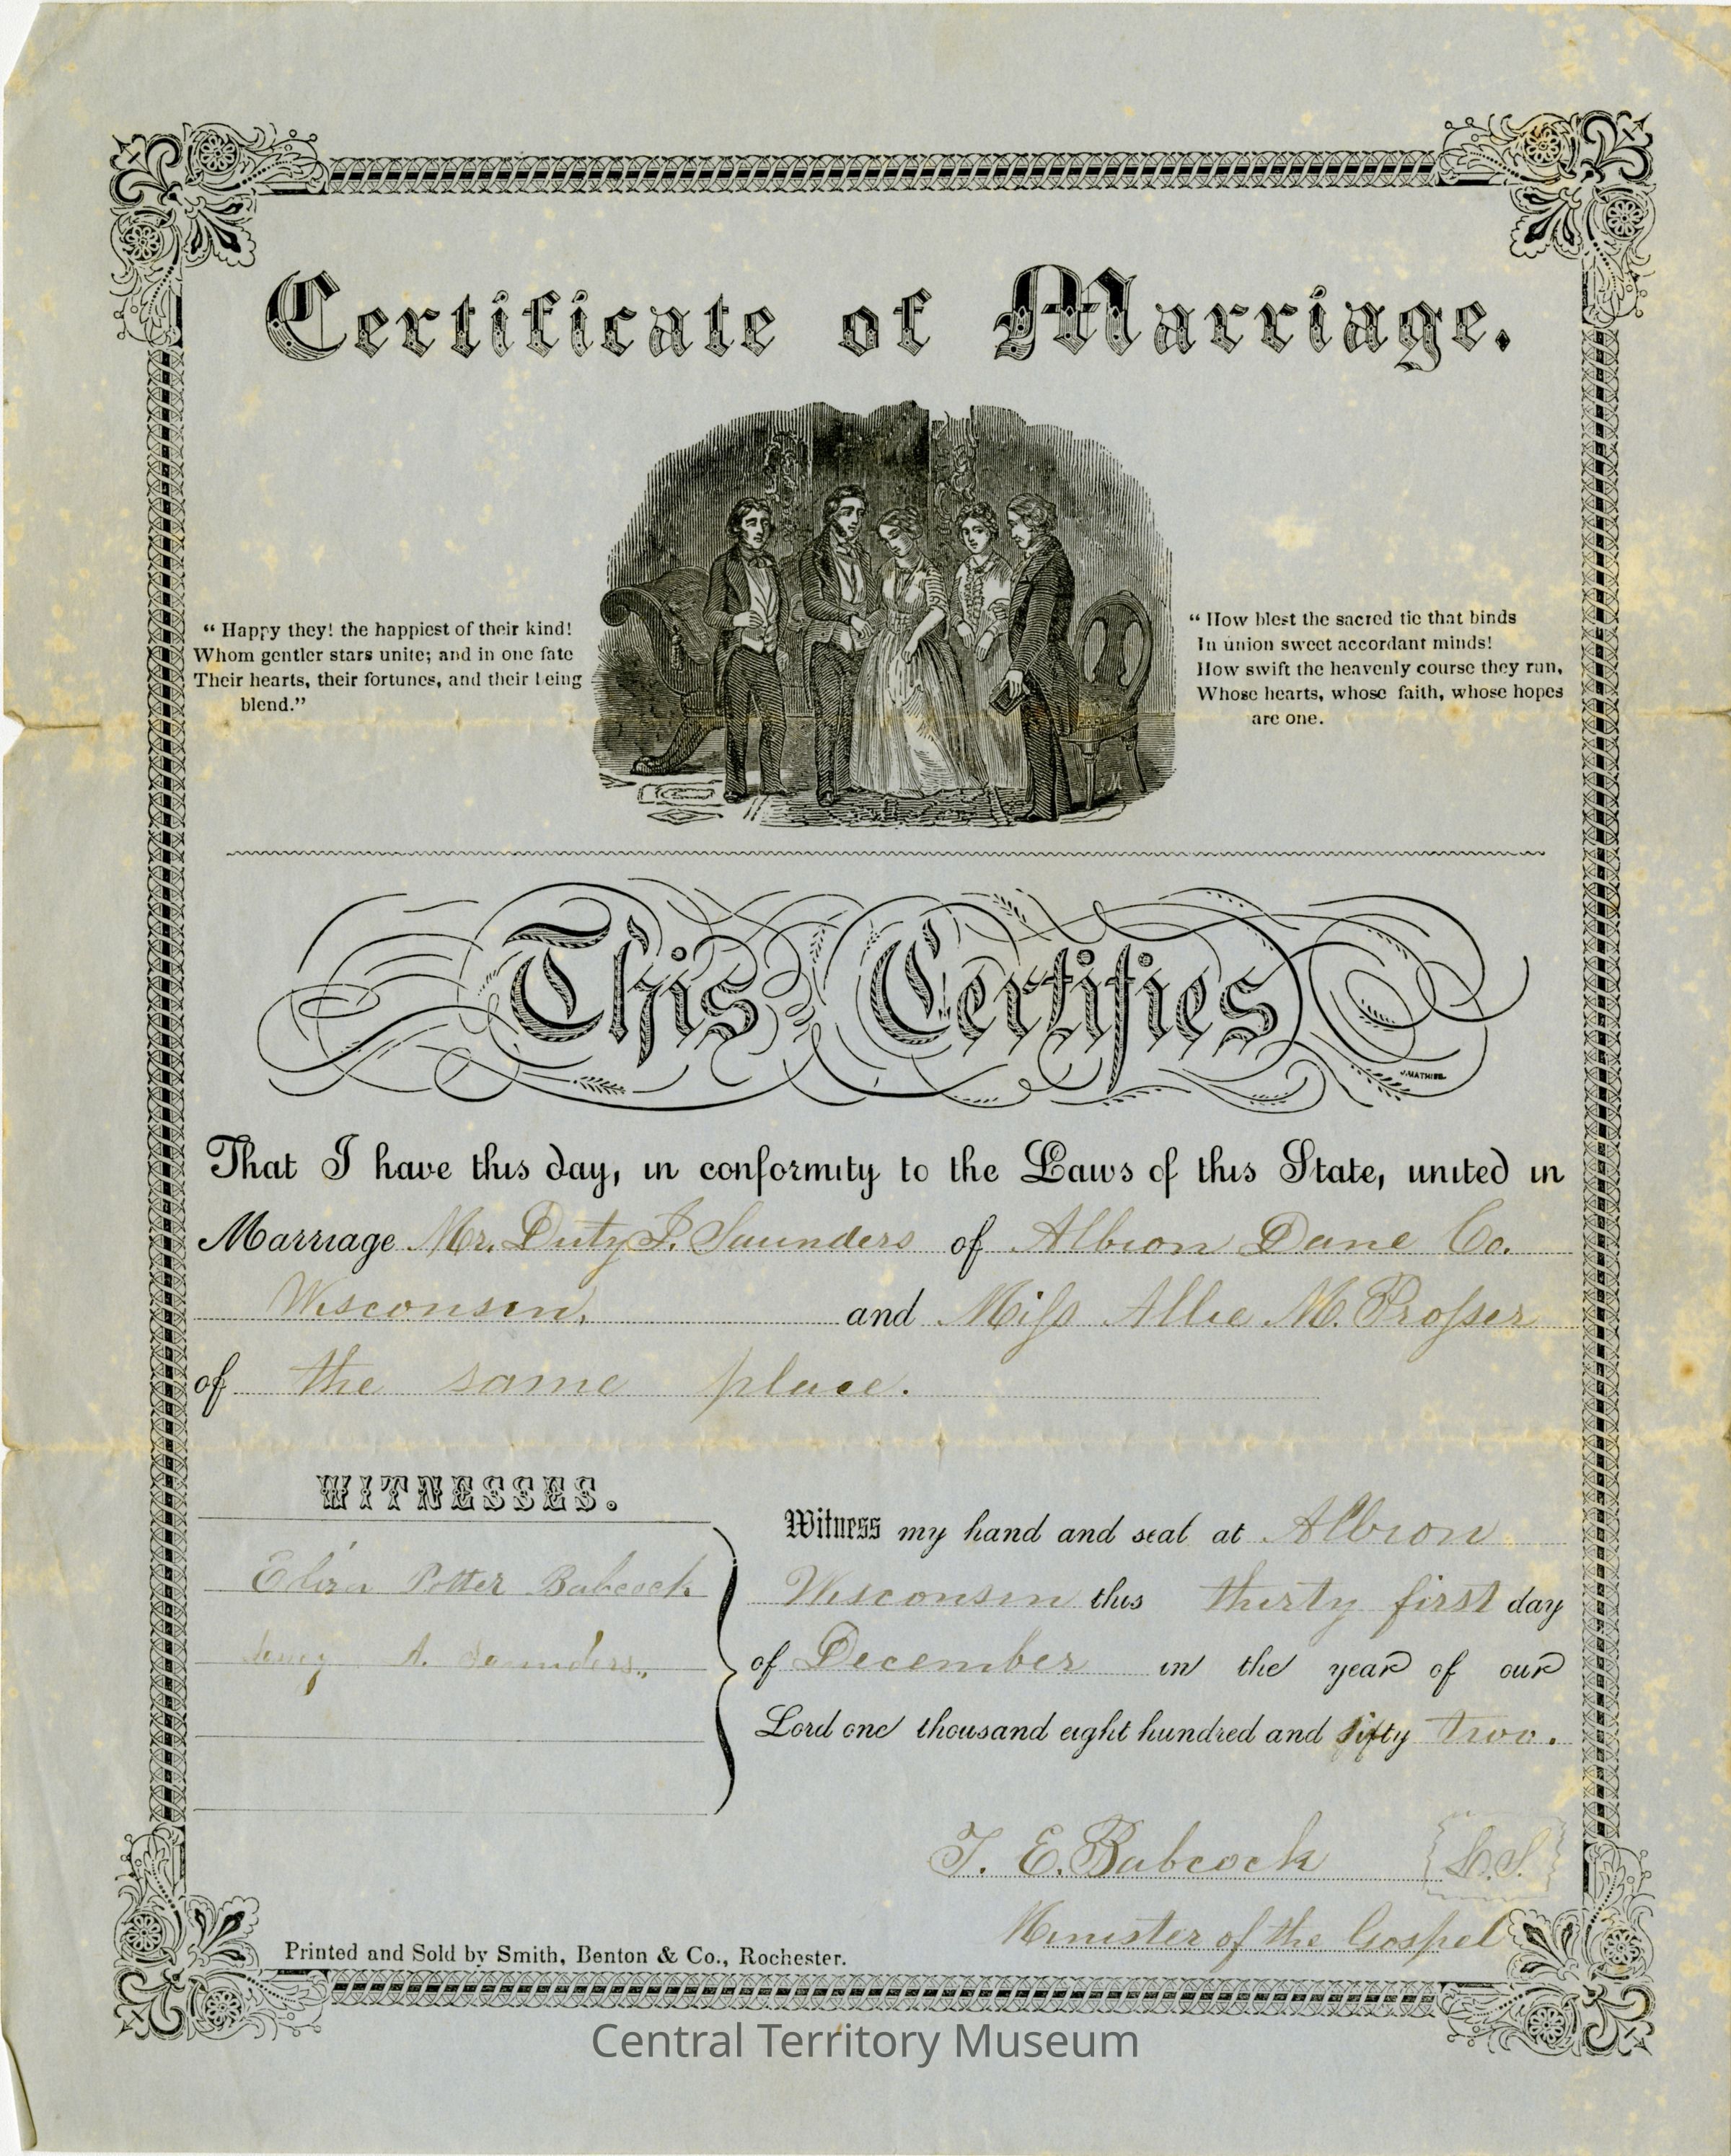 Certificate of Marriage.
“ Happy they! the happiest of their kind!
Whom gentler stars unite; and in one fate
Their hearts, their fortunes, and their being
blend.”
“ How blest the sacred tie that binds
In union sweet accordant minds!
How swift the heavenly course they run,
Whose hearts, whose faith, whose hopes
are one.
This Certifies
J. MATHIES.
That I have this day, in conformity to the Laws of this State, united in
Marriage Mr. Duty J. Saunders of Albion Dane Co.
Wisconsin. and Miſs Allie M. Proſser
of the same place.
WITNESSES.
Eliza Potter Babcock
A. Saunders.
Witness my hand and seal at Albion
Wisconsin this thirty first day
of December in the year of our
Lord one thousand eight hundred and fifty two.
T. E. Babcock L.S.
Minister of the Gospel
Printed and Sold by Smith, Benton & Co., Rochester.
Central Territory Museum